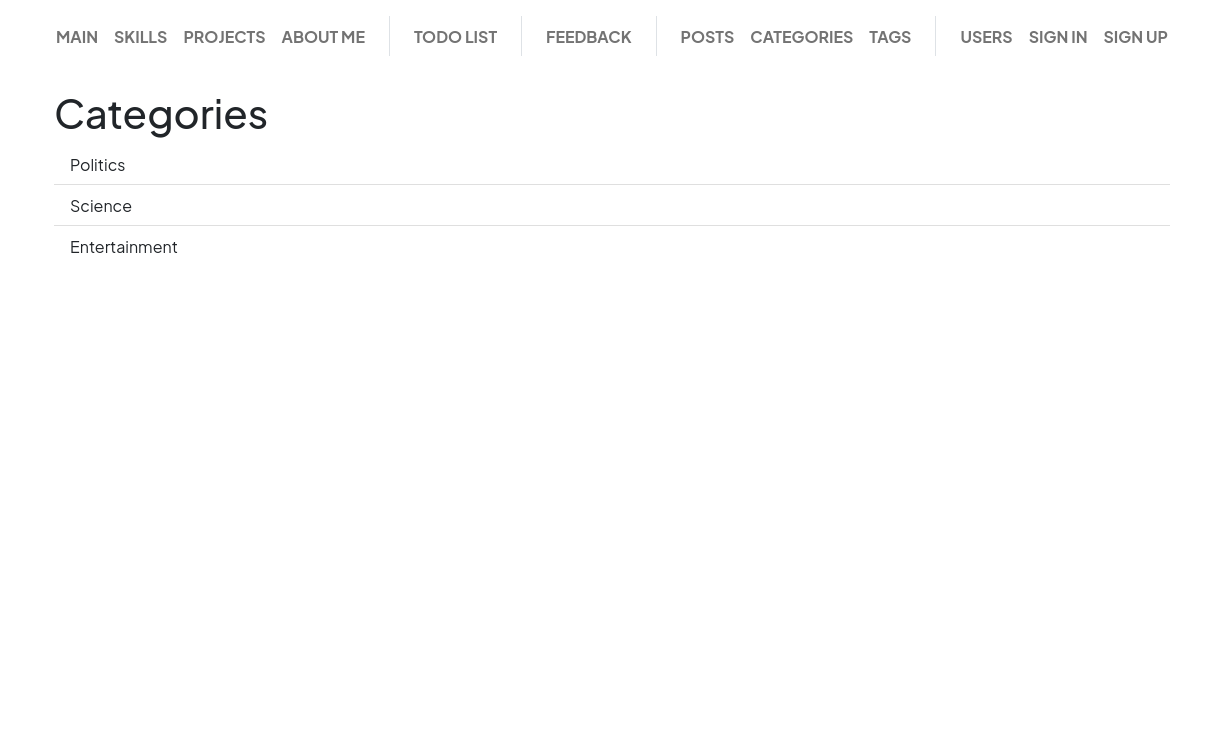 MAIN SKILLS PROJECTS ABOUT ME TODO LIST FEEDBACK POSTS CATEGORIES TAGS USERS SIGN IN SIGN UP
Categories
Politics
Science
Entertainment